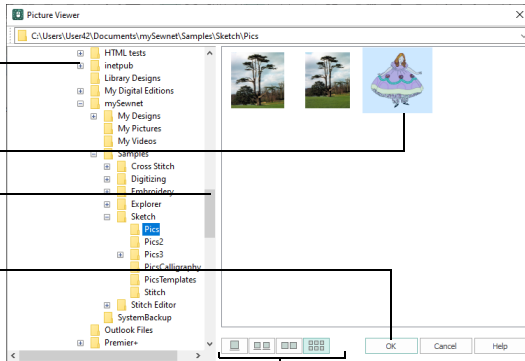 Picture Viewer
C:\Users\User42\Documents\mySewnet\Samples\Sketch\Pics
HTML tests
inetpub
Library Designs
My Digital Editions
mySewnet
My Designs
My Pictures
My Videos
Samples
Cross Stitch
Digitizing
Embroidery
Explorer
Sketch
Pics
Pics2
Pics3
PicsCalligraphy
PicsTemplates
Stitch
Stitch Editor
SystemBackup
Outlook Files
Premier+
OK Cancel Help